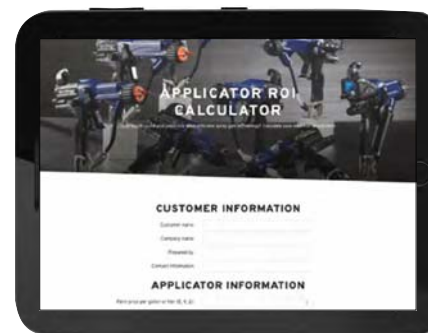 APPLICATOR ROI
CALCULATOR
CUSTOMER INFORMATION
Customer name
Company name
Prepared by
Contact information
APPLICATOR INFORMATION